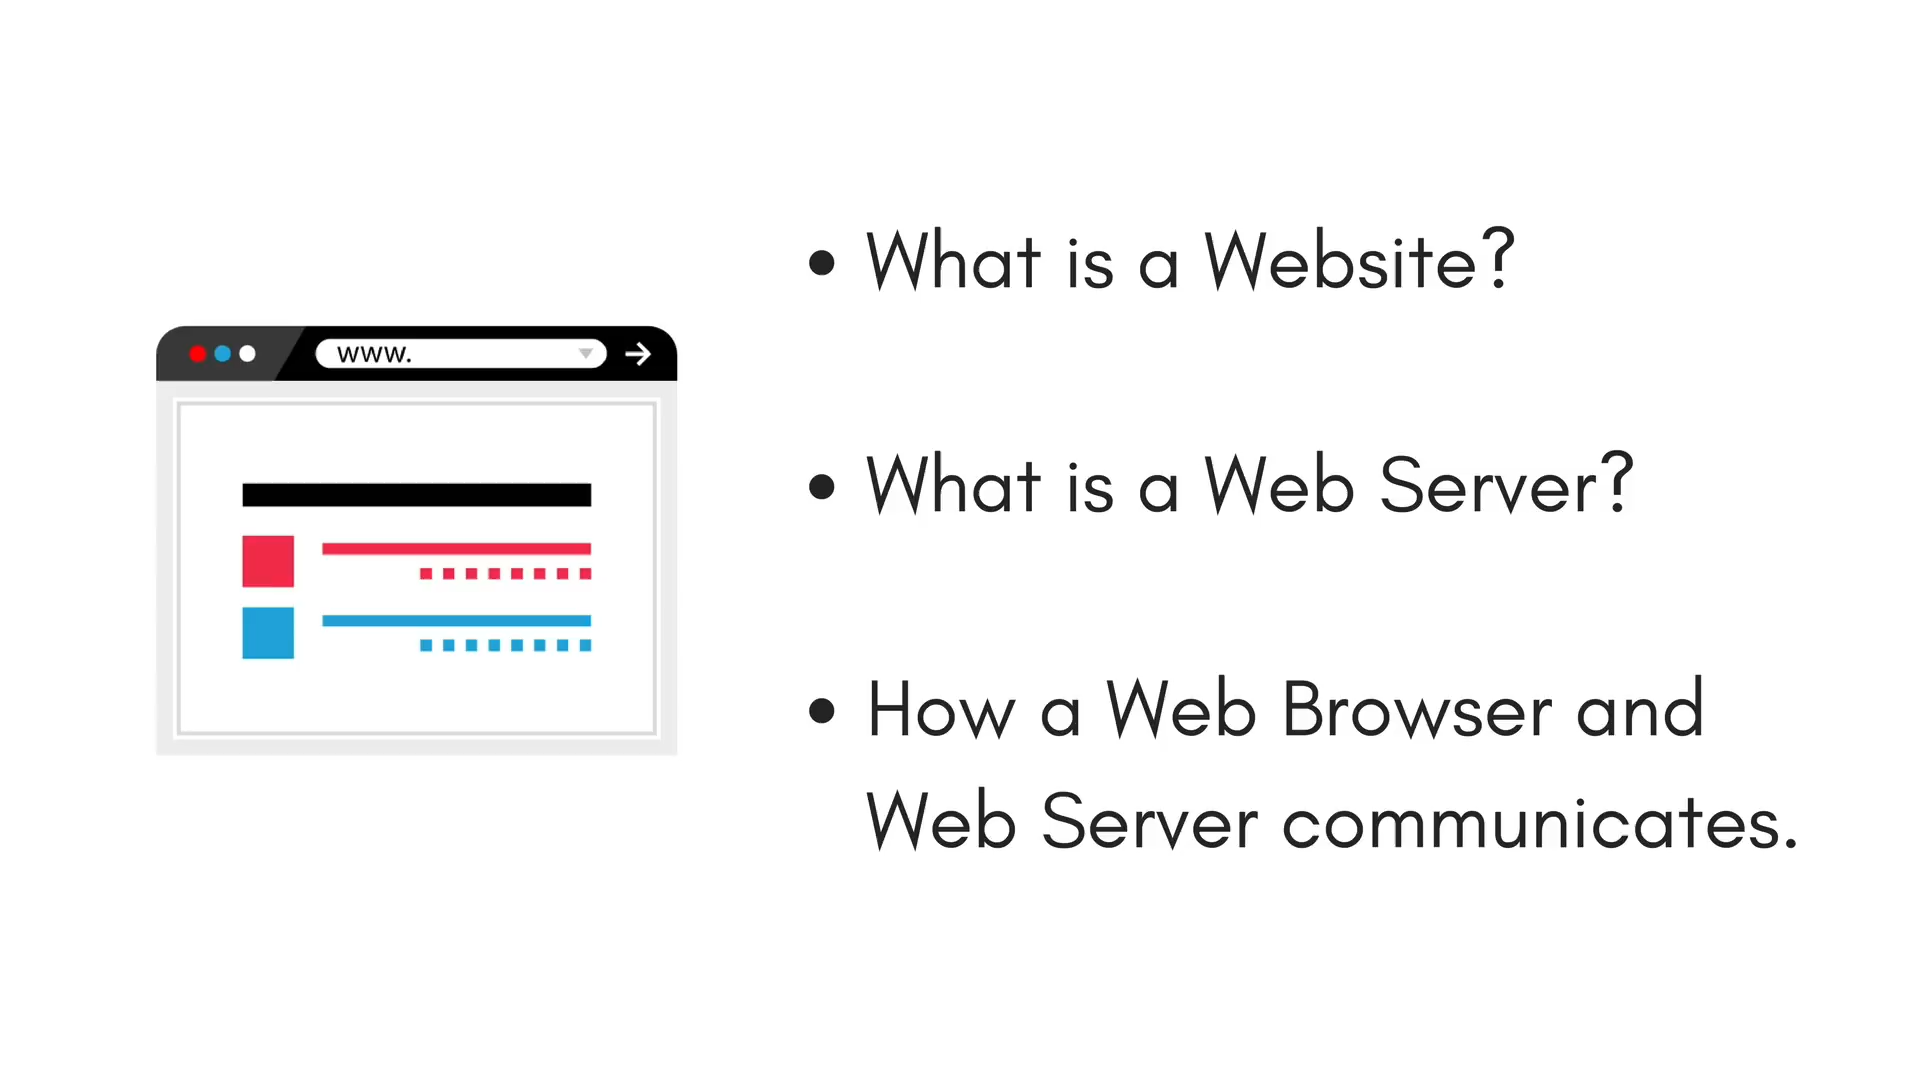 www.
• What is a Website?
• What is a Web Server?
• How a Web Browser and
Web Server communicates.